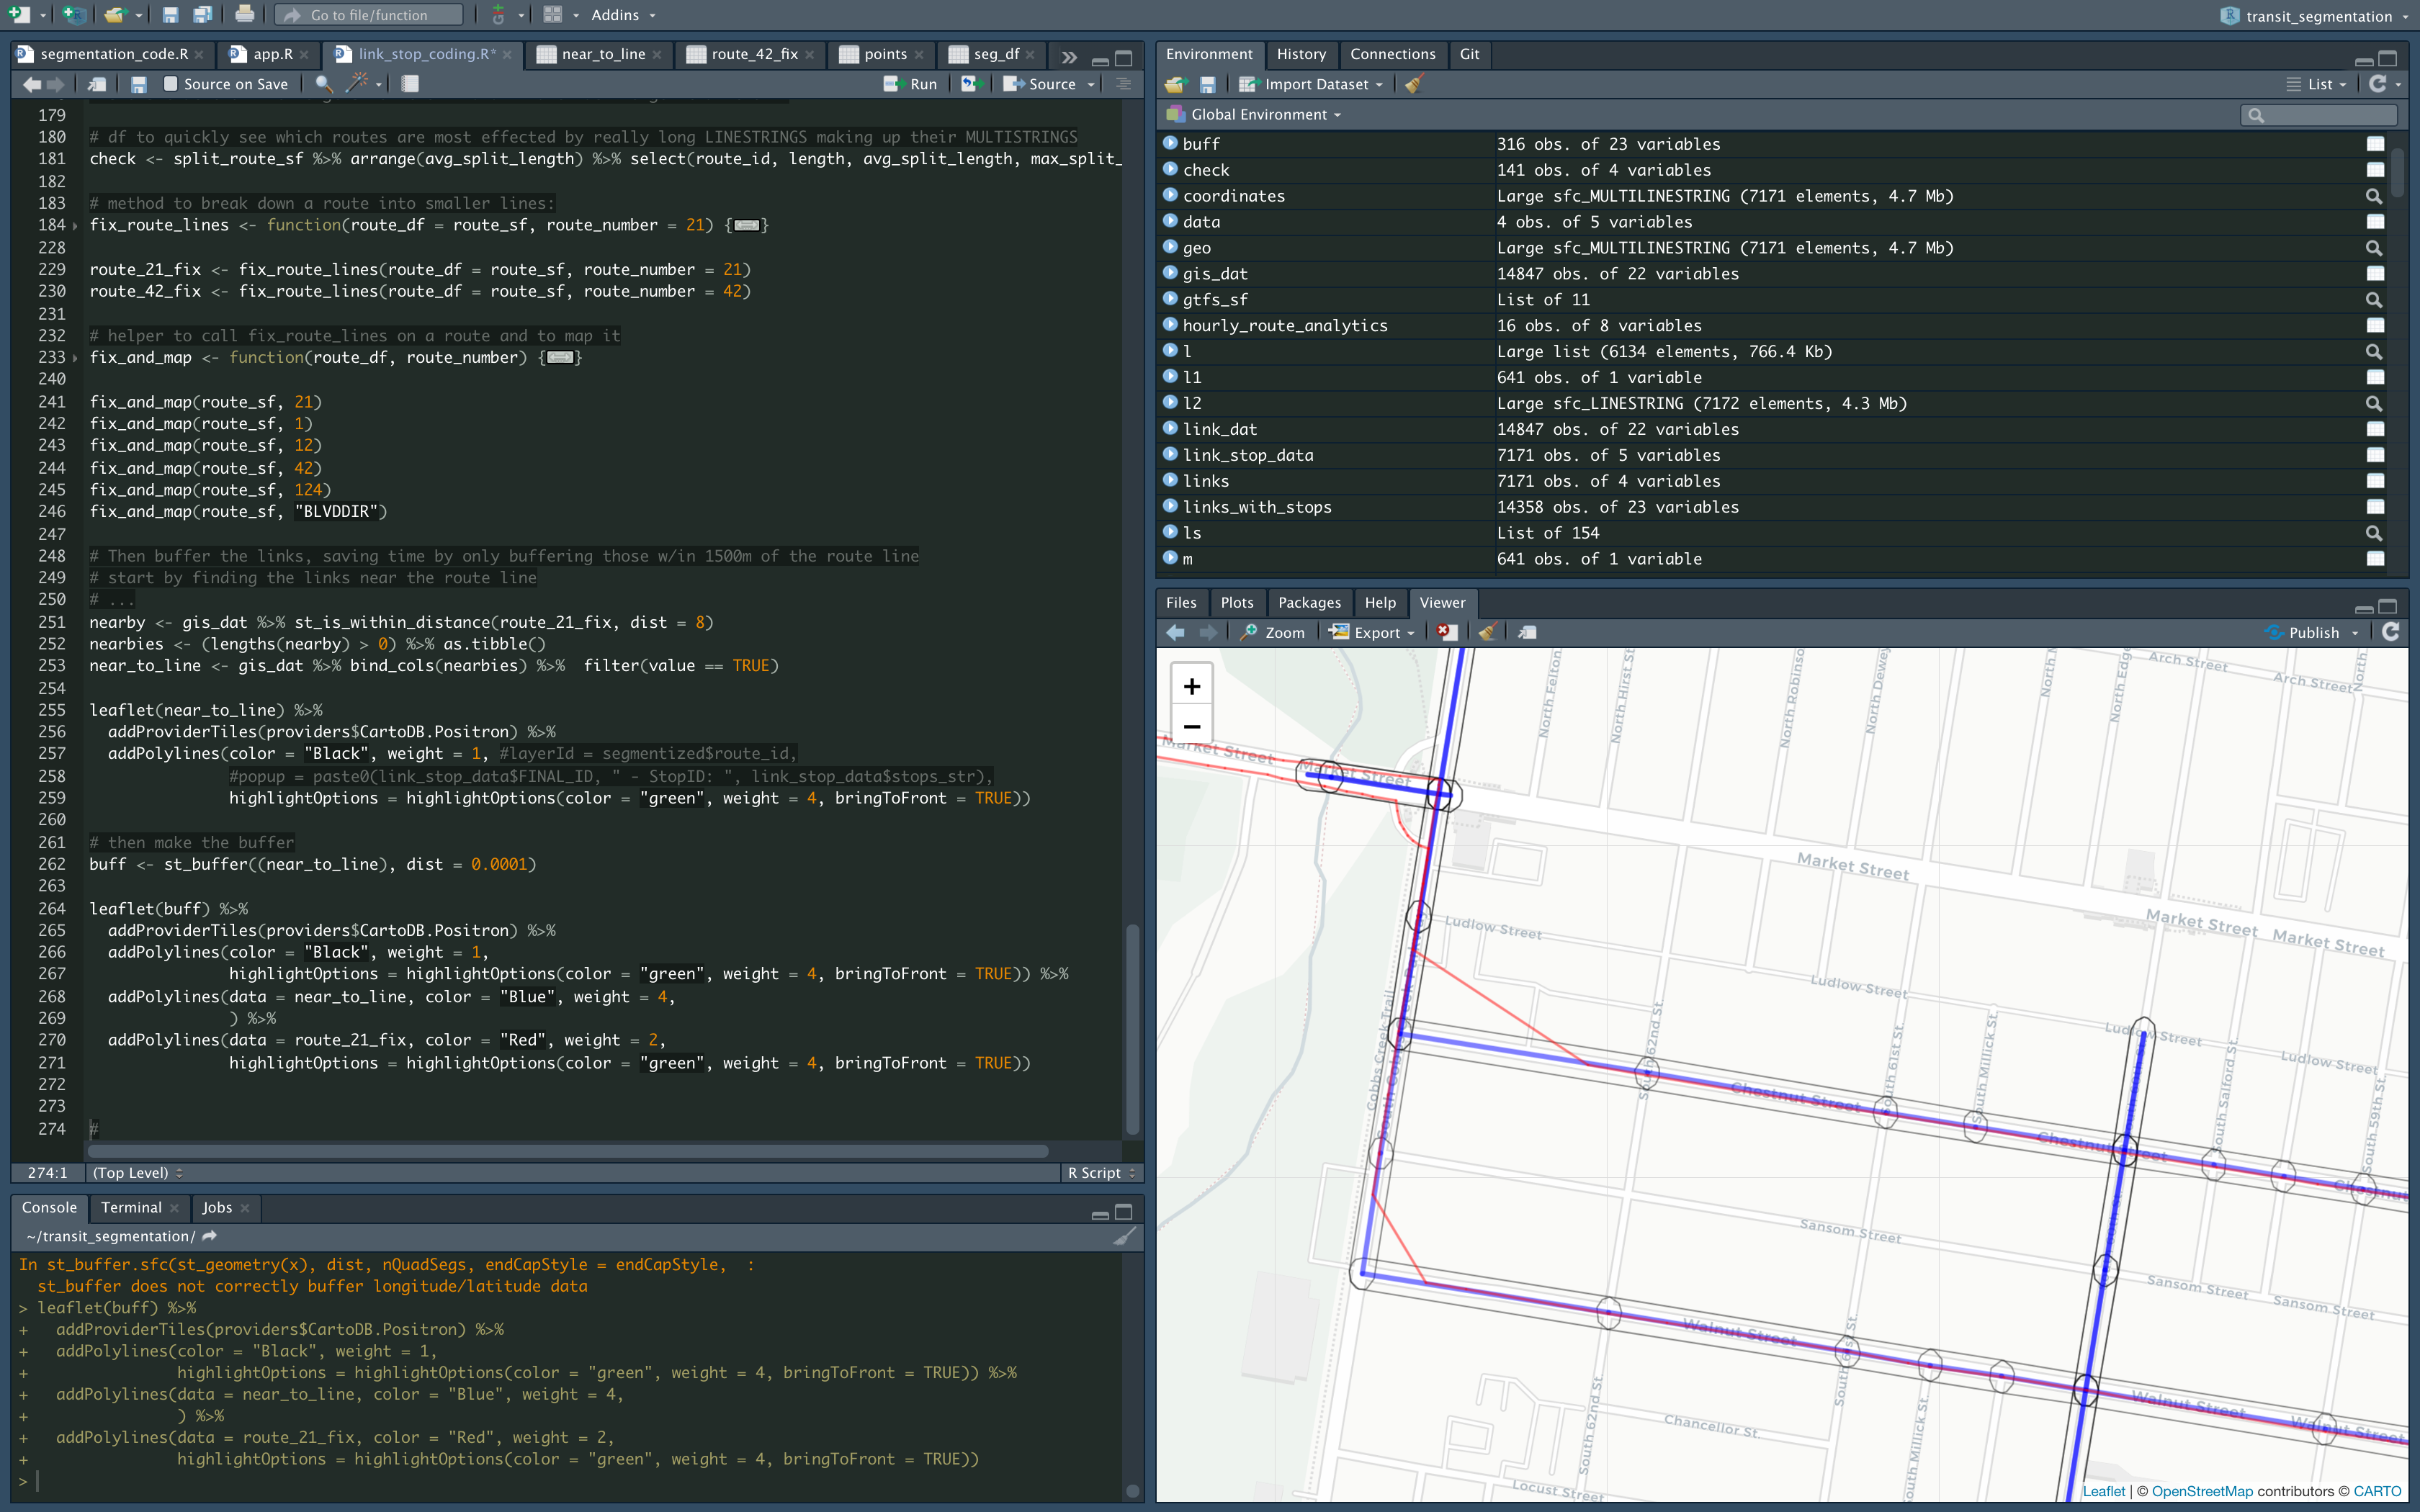 Go to file/function
Addins
transit_segmentation
segmentation_code.R
app.R
link_stop_coding.R*
near_to_line
route_42_fix
points
seg_df
Source on Save
Run
Source
179
180 # df to quickly see which routes are most effected by really long LINESTRINGS making up their MULTISTRINGS
181 check <- split_route_sf %>% arrange(avg_split_length) %>% select(route_id, length, avg_split_length, max_split_
182
183 # method to break down a route into smaller lines:
184 fix_route_lines <- function(route_df = route_sf, route_number = 21) {}
228
229 route_21_fix <- fix_route_lines(route_df = route_sf, route_number = 21)
230 route_42_fix <- fix_route_lines(route_df = route_sf, route_number = 42)
231
232 # helper to call fix_route_lines on a route and to map it
233 fix_and_map <- function(route_df, route_number) {}
240
241 fix_and_map(route_sf, 21)
242 fix_and_map(route_sf, 1)
243 fix_and_map(route_sf, 12)
244 fix_and_map(route_sf, 42)
245 fix_and_map(route_sf, 124)
246 fix_and_map(route_sf, "BLVDDIR")
247
248 # Then buffer the links, saving time by only buffering those w/in 1500m of the route line
249 # start by finding the links near the route line
250 # ...
251 nearby <- gis_dat %>% st_is_within_distance(route_21_fix, dist = 8)
252 nearbies <- (lengths(nearby) > 0) %>% as.tibble()
253 near_to_line <- gis_dat %>% bind_cols(nearbies) %>%  filter(value == TRUE)
254
255 leaflet(near_to_line) %>%
256   addProviderTiles(providers$CartoDB.Positron) %>%
257   addPolylines(color = "Black", weight = 1, #layerId = segmentized$route_id,
258                #popup = paste0(link_stop_data$FINAL_ID, " - StopID: ", link_stop_data$stops_str),
259                highlightOptions = highlightOptions(color = "green", weight = 4, bringToFront = TRUE))
260
261 # then make the buffer
262 buff <- st_buffer((near_to_line), dist = 0.0001)
263
264 leaflet(buff) %>%
265   addProviderTiles(providers$CartoDB.Positron) %>%
266   addPolylines(color = "Black", weight = 1,
267                highlightOptions = highlightOptions(color = "green", weight = 4, bringToFront = TRUE)) %>%
268   addPolylines(data = near_to_line, color = "Blue", weight = 4,
269                ) %>%
270   addPolylines(data = route_21_fix, color = "Red", weight = 2,
271                highlightOptions = highlightOptions(color = "green", weight = 4, bringToFront = TRUE))
272
273
274 #
274:1 (Top Level)
R Script
Console
Terminal
Jobs
~/transit_segmentation/
In st_buffer.sfc(st_geometry(x), dist, nQuadSegs, endCapStyle = endCapStyle,  :
  st_buffer does not correctly buffer longitude/latitude data
> leaflet(buff) %>%
+   addProviderTiles(providers$CartoDB.Positron) %>%
+   addPolylines(color = "Black", weight = 1,
+                highlightOptions = highlightOptions(color = "green", weight = 4, bringToFront = TRUE)) %>%
+   addPolylines(data = near_to_line, color = "Blue", weight = 4,
+                ) %>%
+   addPolylines(data = route_21_fix, color = "Red", weight = 2,
+                highlightOptions = highlightOptions(color = "green", weight = 4, bringToFront = TRUE))
>
Environment
History
Connections
Git
Import Dataset
List
Global Environment
buff 316 obs. of 23 variables
check 141 obs. of 4 variables
coordinates Large sfc_MULTILINESTRING (7171 elements, 4.7 Mb)
data 4 obs. of 5 variables
geo Large sfc_MULTILINESTRING (7171 elements, 4.7 Mb)
gis_dat 14847 obs. of 22 variables
gtfs_sf List of 11
hourly_route_analytics 16 obs. of 8 variables
l Large list (6134 elements, 766.4 Kb)
l1 641 obs. of 1 variable
l2 Large sfc_LINESTRING (7172 elements, 4.3 Mb)
link_dat 14847 obs. of 22 variables
link_stop_data 7171 obs. of 5 variables
links 7171 obs. of 4 variables
links_with_stops 14358 obs. of 23 variables
ls List of 154
m 641 obs. of 1 variable
Files
Plots
Packages
Help
Viewer
Zoom
Export
Publish
+
−
North Felton
North Hirst St
North Robinso
North Dewey
North Edge
North
Arch Street
Arch Street
Market Street
Market Street
Market Street
Market Street
Market Street
Ludlow Street
Ludlow Street
Ludlow Street
Ludlow Street
Cobbs Creek Trail
South 62nd St.
South 61st St.
South Millick St.
South Salford St.
South 59th St.
Chestnut Street
Chestnut Street
Chestnut
Sansom Street
Sansom Street
Sansom Street
Walnut Street
Walnut Street
Walnut Street
South 62nd St.
South Millick St.
Chancellor St.
Locust Street
Leaflet | © OpenStreetMap contributors © CARTO